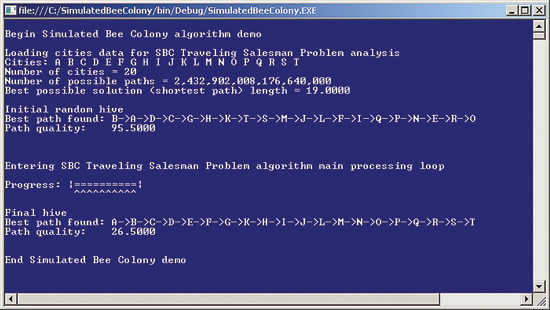 file:///C:/SimulatedBeeColony/bin/Debug/SimulatedBeeColony.EXE
Begin Simulated Bee Colony algorithm demo
Loading cities data for SBC Traveling Salesman Problem analysis
Cities: A B C D E F G H I J K L M N O P Q R S T
Number of cities = 20
Number of possible paths = 2,432,902,008,176,640,000
Best possible solution (shortest path) length = 19.0000
Initial random hive
Best path found: B->A->D->C->G->H->K->T->S->M->J->L->F->I->Q->P->N->E->R->O
Path quality:    95.5000
Entering SBC Traveling Salesman Problem algorithm main processing loop
Progress: |==========|
^^^^^^^^^^
Final hive
Best path found: A->B->C->D->E->F->G->K->H->I->J->L->M->N->O->P->Q->R->S->T
Path quality:    26.5000
End Simulated Bee Colony demo